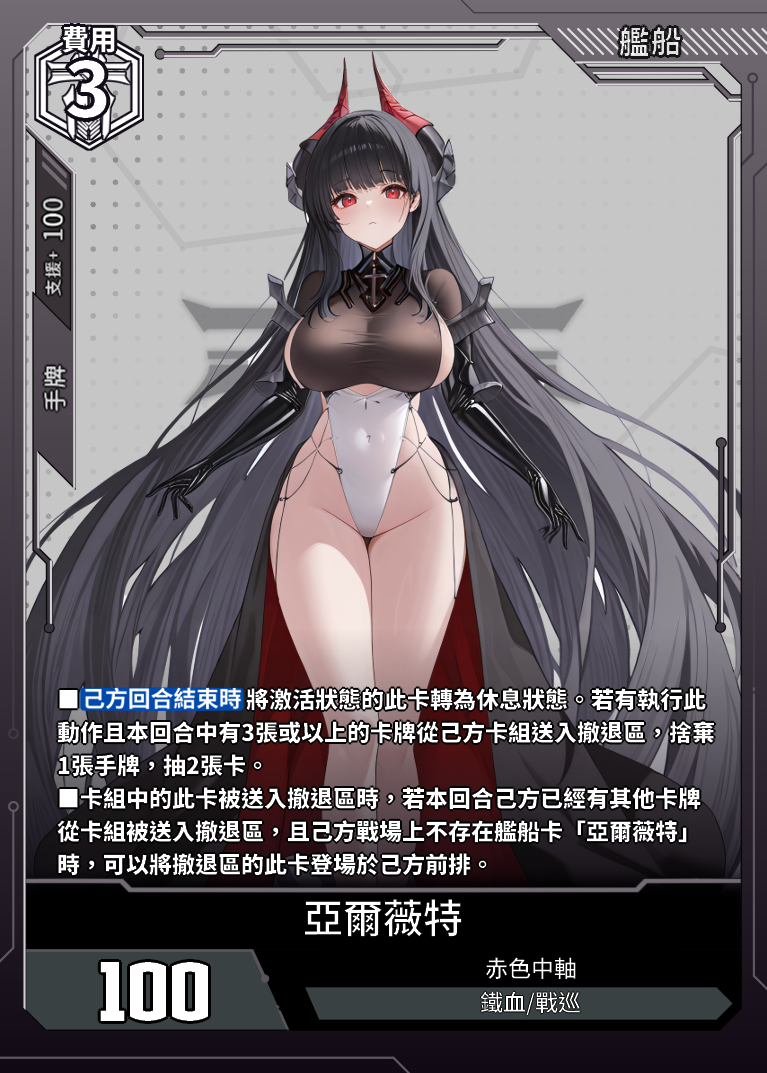 費用
3
艦船
支援+ 100
手牌
■己方回合結束時將激活狀態的此卡轉為休息狀態。若有執行此
動作且本回合中有3張或以上的卡牌從己方卡組送入撤退區，捨棄
1張手牌，抽2張卡。
■卡組中的此卡被送入撤退區時，若本回合己方已經有其他卡牌
從卡組被送入撤退區，且己方戰場上不存在艦船卡「亞爾薇特」
時，可以將撤退區的此卡登場於己方前排。
亞爾薇特
100
赤色中軸
鐵血/戰巡